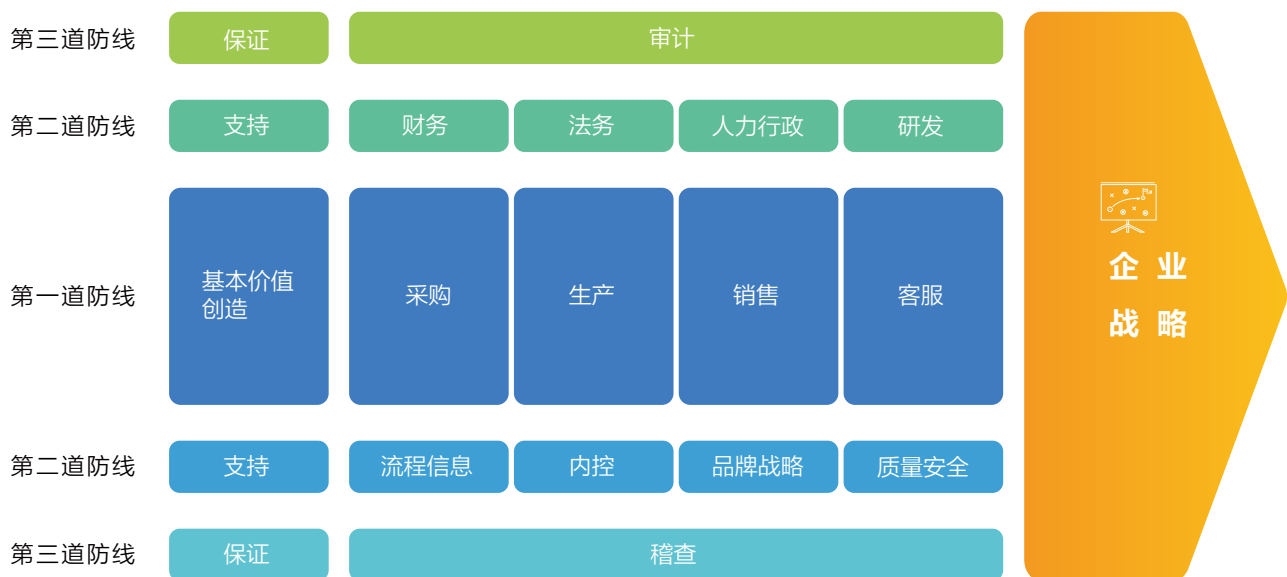 第三道防线
保证
审计
第二道防线
支持
财务
法务
人力行政
研发
第一道防线
基本价值
创造
采购
生产
销售
客服
第二道防线
支持
流程信息
内控
品牌战略
质量安全
第三道防线
保证
稽查
企业
战略